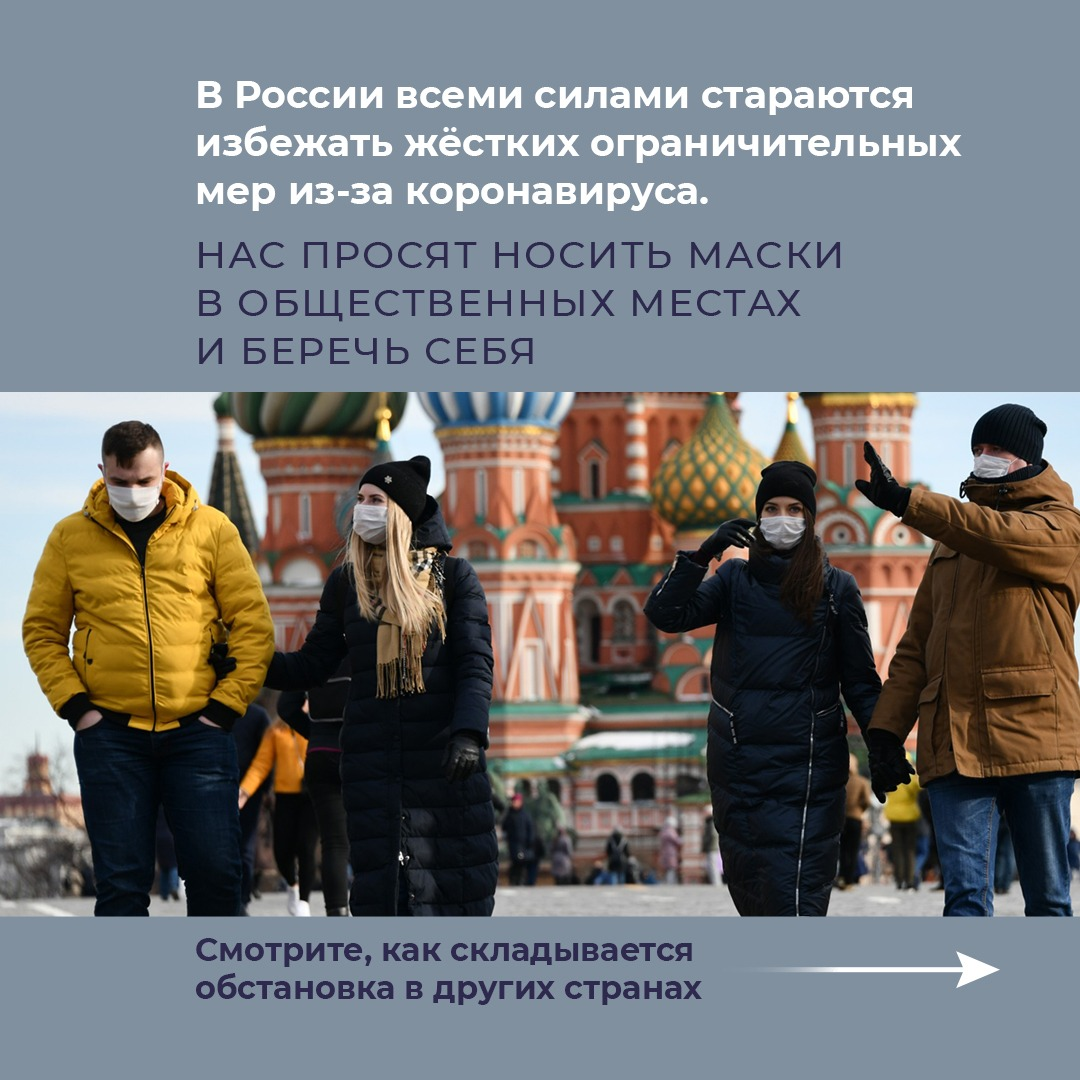 В России всеми силами стараются
избежать жёстких ограничительных
мер из-за коронавируса.
НАС ПРОСЯТ НОСИТЬ МАСКИ
В ОБЩЕСТВЕННЫХ МЕСТАХ
И БЕРЕЧЬ СЕБЯ
Смотрите, как складывается
обстановка в других странах